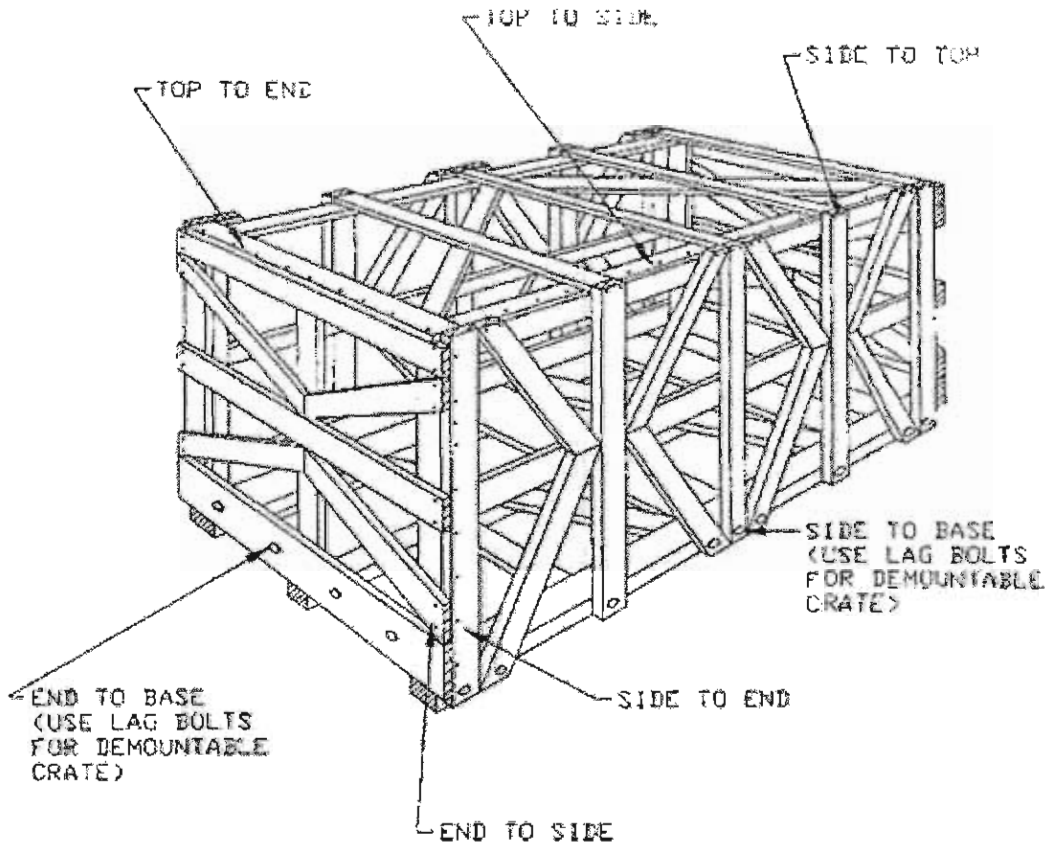 TOP TO SIDE
SIDE TO TOP
TOP TO END
SIDE TO BASE
(USE LAG BOLTS
FOR DEMOUNTABLE
CRATE)
END TO BASE
(USE LAG BOLTS
FOR DEMOUNTABLE
CRATE)
SIDE TO END
END TO SIDE